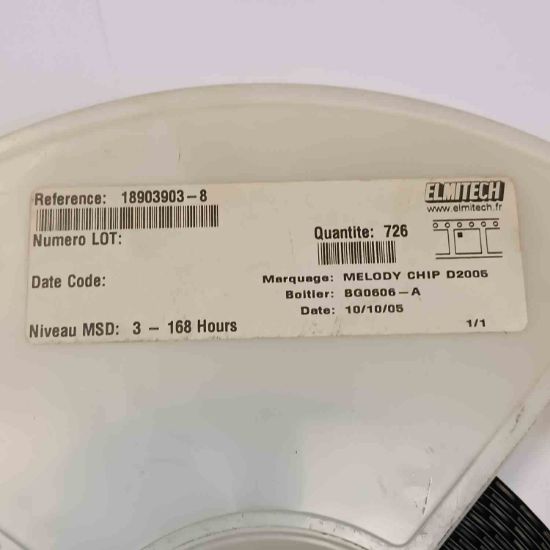 Reference: 18903903-8
Numero LOT:
Date Code:
Niveau MSD: 3 - 168 Hours
ELMITECH
www.elmitech.fr
Quantite: 726
Marquage: MELODY CHIP D2005
Boitier: BG0606-A
Date: 10/10/05
1/1